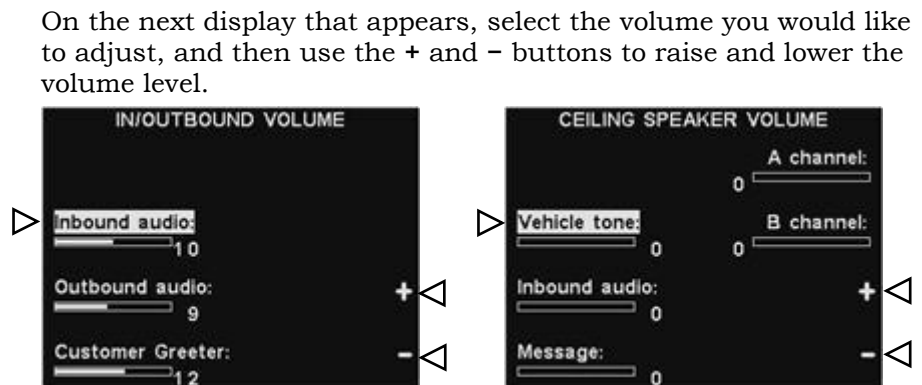 On the next display that appears, select the volume you would like
to adjust, and then use the + and − buttons to raise and lower the
volume level.
IN/OUTBOUND VOLUME
Inbound audio:
10
Outbound audio:
9
+
Customer Greeter:
12
−
CEILING SPEAKER VOLUME
A channel:
0
Vehicle tone:
0
B channel:
0
Inbound audio:
0
+
Message:
0
−